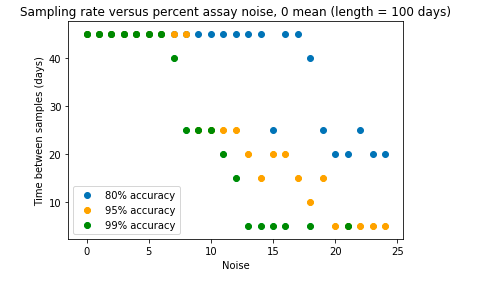 Sampling rate versus percent assay noise, 0 mean (length = 100 days)
Time between samples (days)
40
30
20
10
80% accuracy
95% accuracy
99% accuracy
0 5 10 15 20 25
Noise